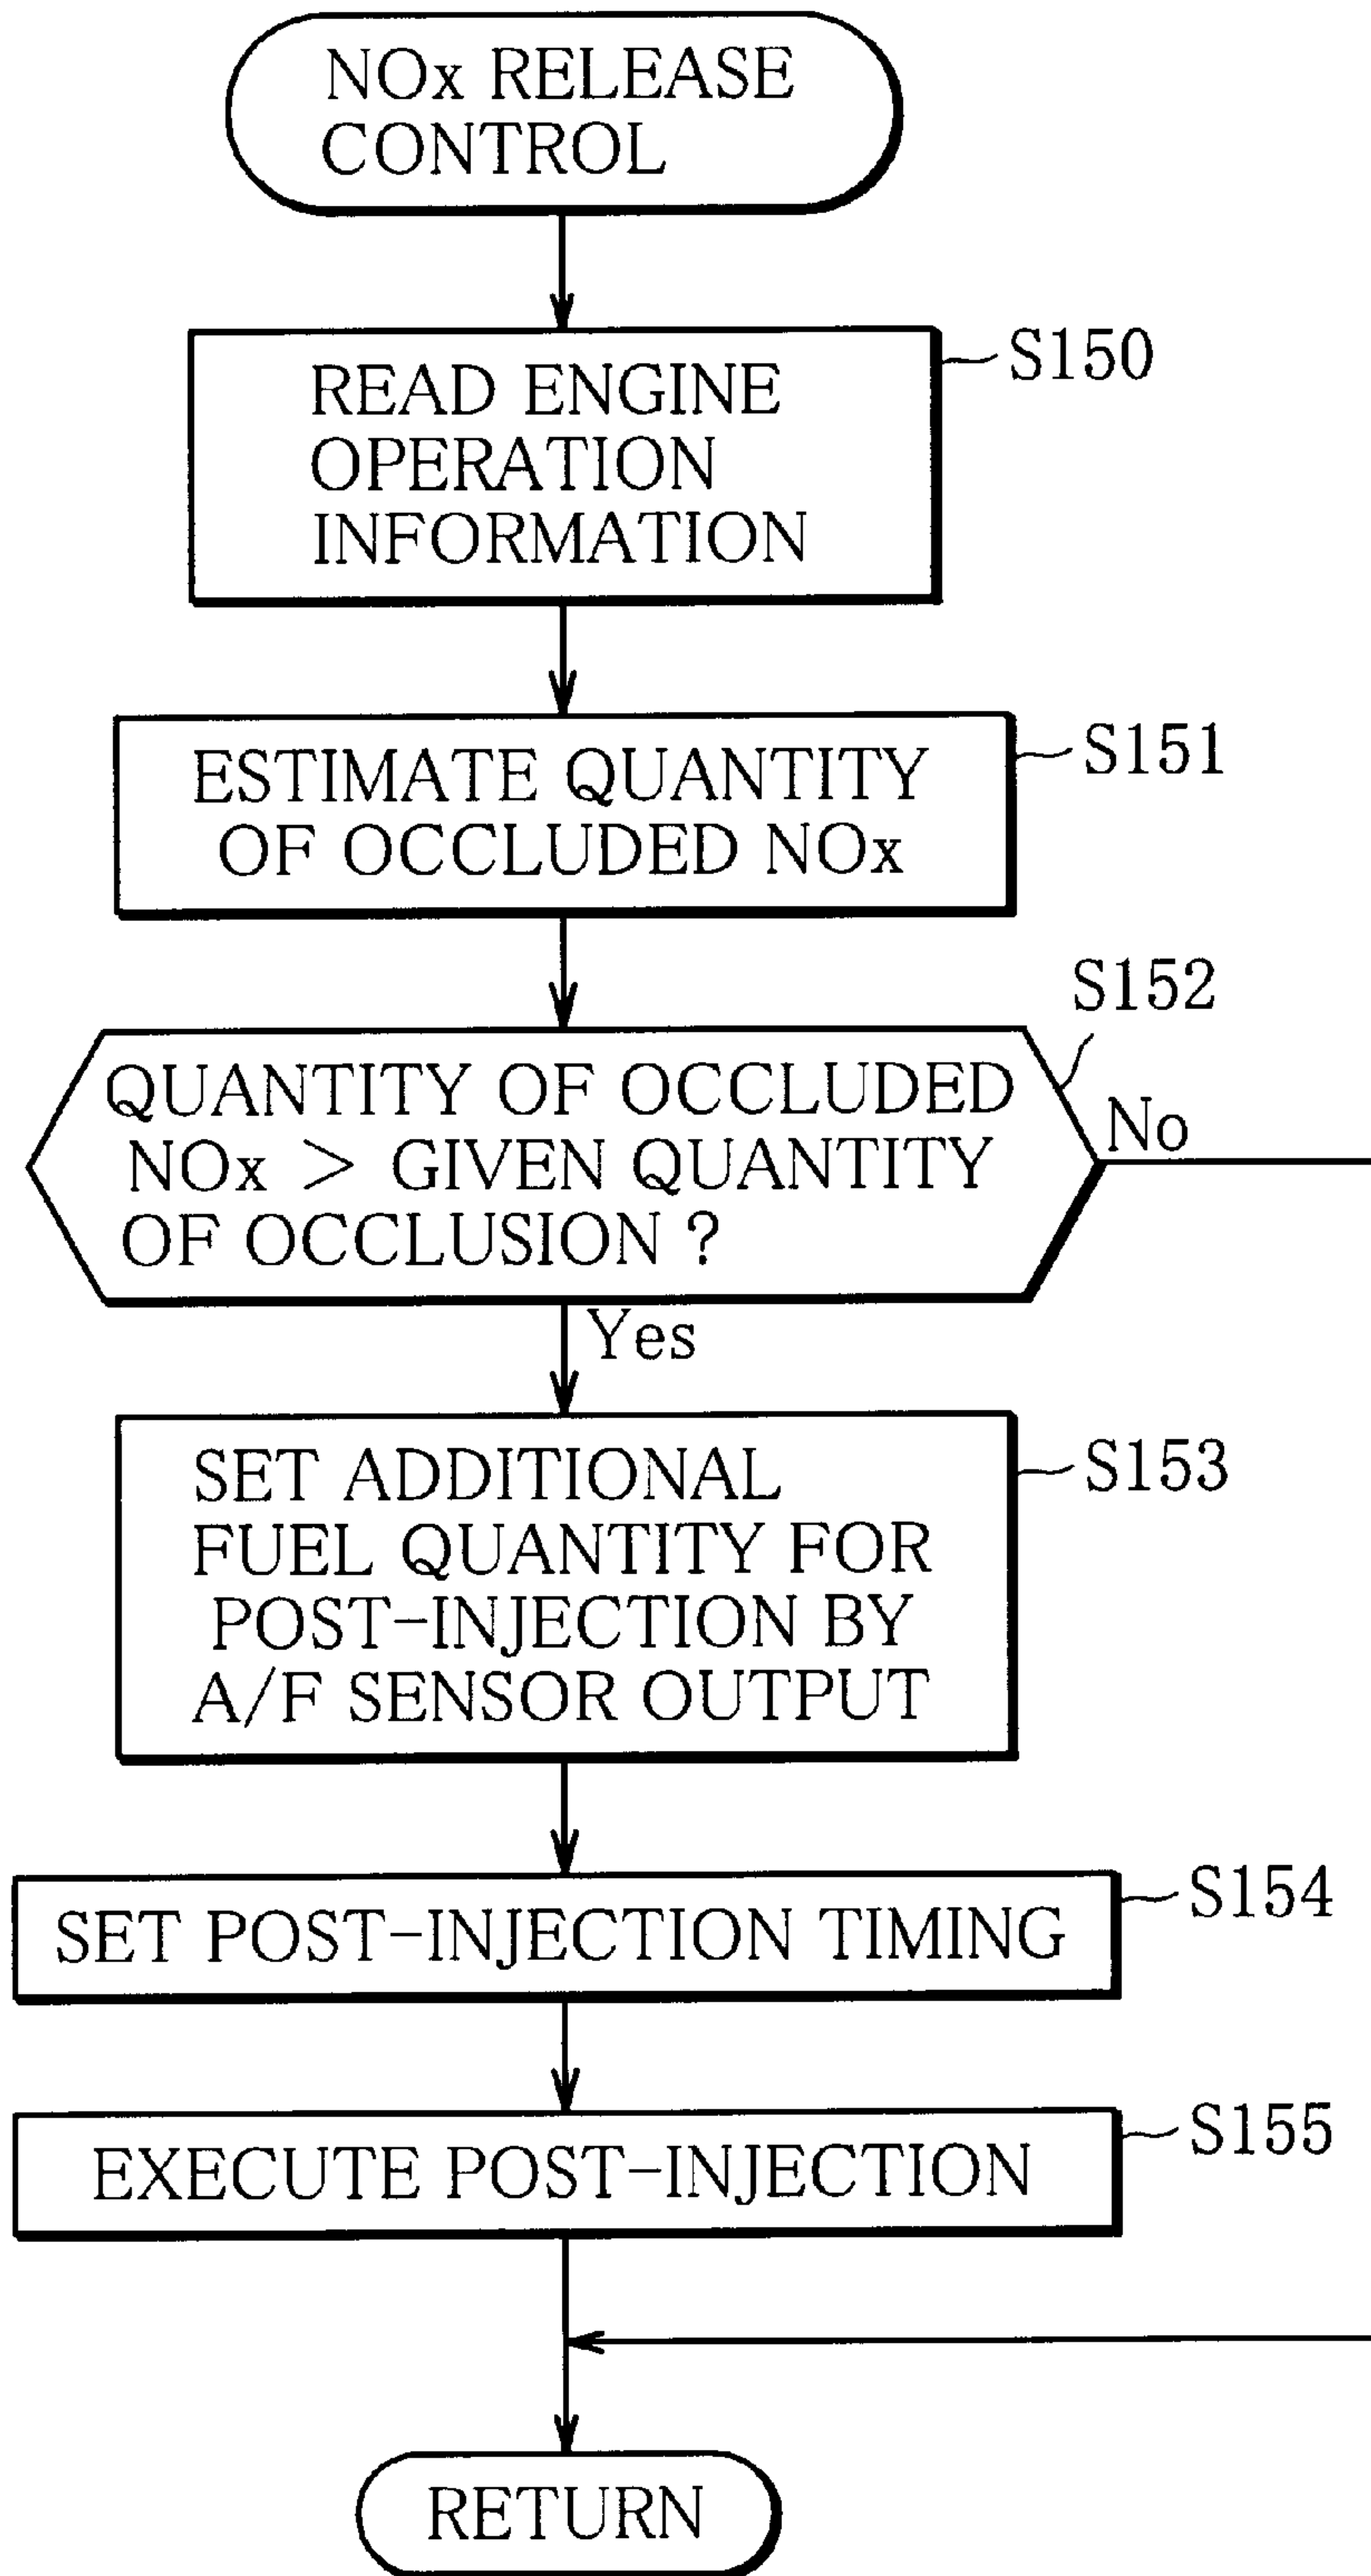 NOx RELEASE
CONTROL
S150
READ ENGINE
OPERATION
INFORMATION
S151
ESTIMATE QUANTITY
OF OCCLUDED NOx
S152
QUANTITY OF OCCLUDED
NOx > GIVEN QUANTITY
OF OCCLUSION ?
No
Yes
S153
SET ADDITIONAL
FUEL QUANTITY FOR
POST-INJECTION BY
A/F SENSOR OUTPUT
S154
SET POST-INJECTION TIMING
S155
EXECUTE POST-INJECTION
RETURN